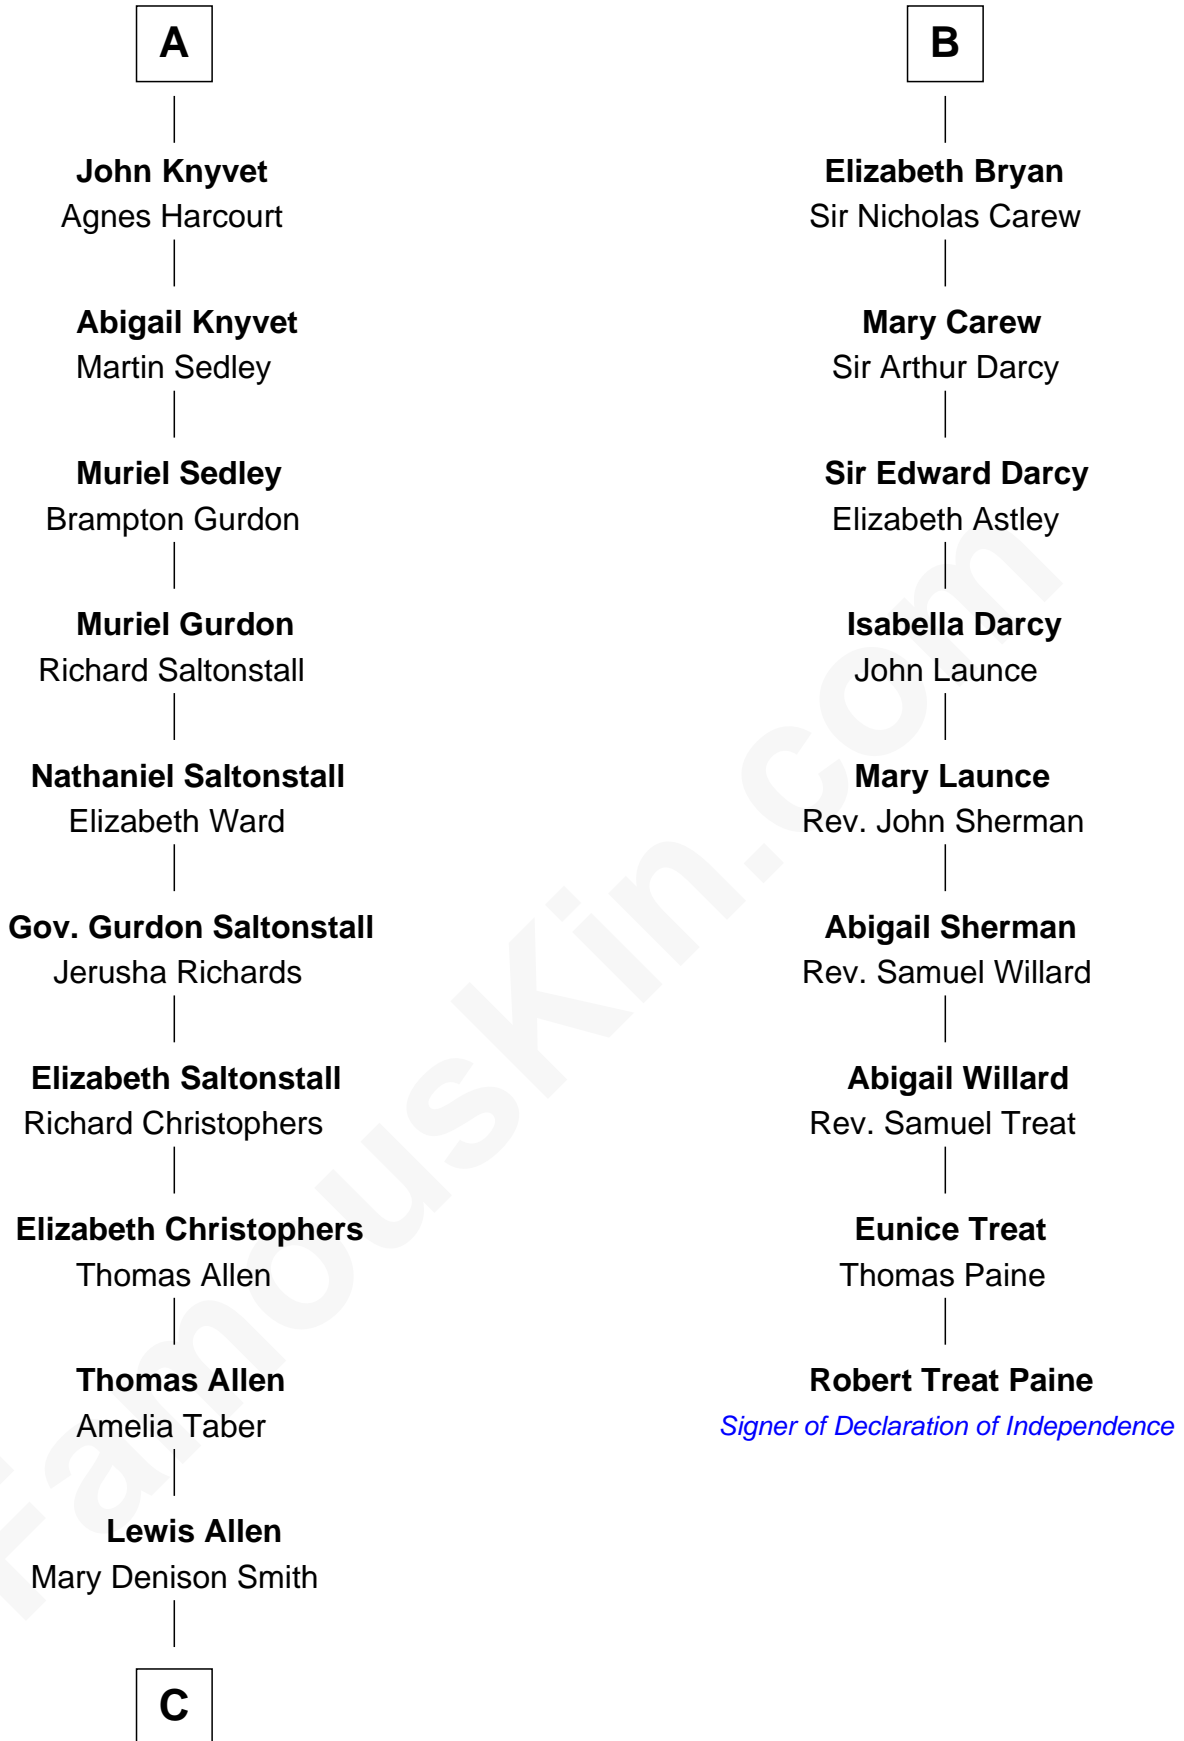 A
John Knyvet
Agnes Harcourt
Abigail Knyvet
Martin Sedley
Muriel Sedley
Brampton Gurdon
Muriel Gurdon
Richard Saltonstall
Nathaniel Saltonstall
Elizabeth Ward
Gov. Gurdon Saltonstall
Jerusha Richards
Elizabeth Saltonstall
Richard Christophers
Elizabeth Christophers
Thomas Allen
Thomas Allen
Amelia Taber
Lewis Allen
Mary Denison Smith
C
B
Elizabeth Bryan
Sir Nicholas Carew
Mary Carew
Sir Arthur Darcy
Sir Edward Darcy
Elizabeth Astley
Isabella Darcy
John Launce
Mary Launce
Rev. John Sherman
Abigail Sherman
Rev. Samuel Willard
Abigail Willard
Rev. Samuel Treat
Eunice Treat
Thomas Paine
Robert Treat Paine
Signer of Declaration of Independence
FamousKin.com